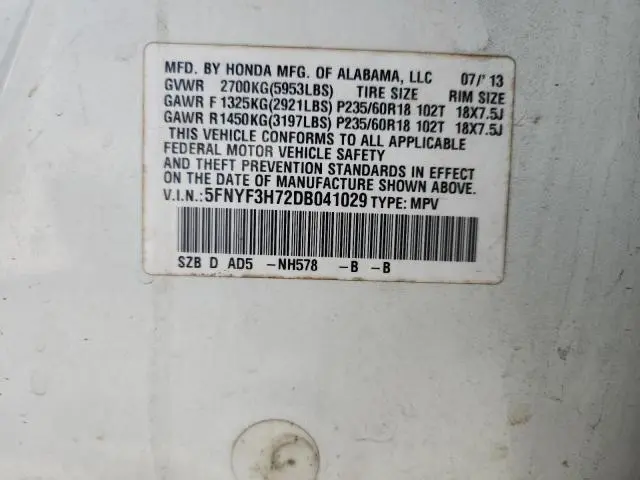 MFD. BY HONDA MFG. OF ALABAMA, LLC 07/'13
GVWR 2700KG(5953LBS) TIRE SIZE RIM SIZE
GAWR F 1325KG(2921LBS) P235/60R18 102T 18X7.5J
GAWR R1450KG(3197LBS) P235/60R18 102T 18X7.5J
THIS VEHICLE CONFORMS TO ALL APPLICABLE
FEDERAL MOTOR VEHICLE SAFETY
AND THEFT PREVENTION STANDARDS IN EFFECT
ON THE DATE OF MANUFACTURE SHOWN ABOVE.
V.I.N.:5FNYF3H72DB041029 TYPE: MPV
SZB D AD5 -NH578 -B -B